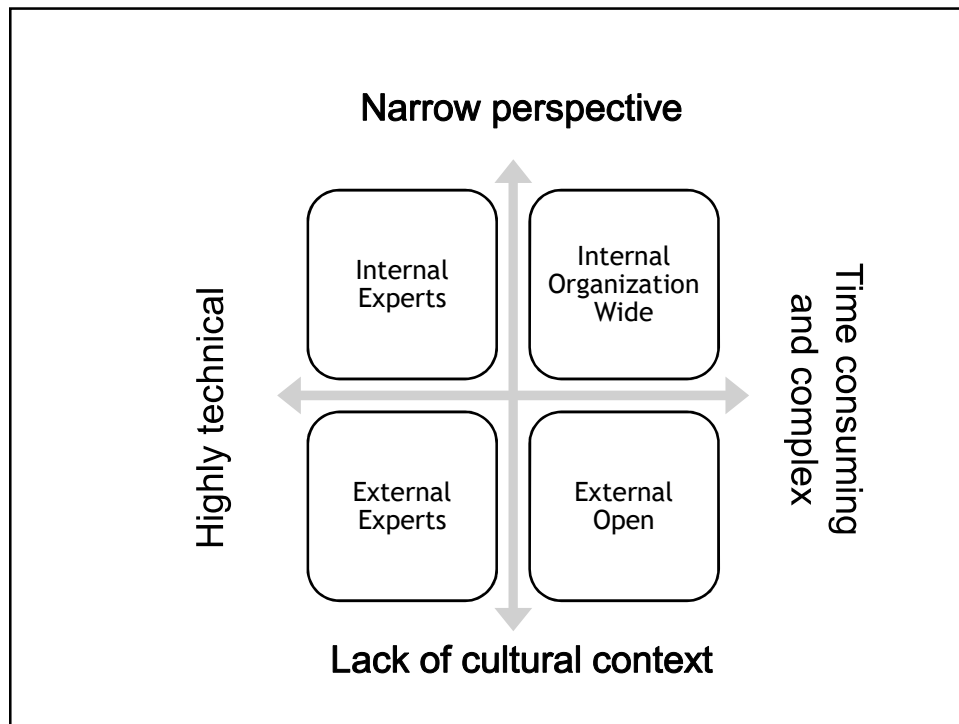 Narrow perspective
Internal
Experts
Internal
Organization
Wide
Highly technical
Time consuming
and complex
External
Experts
External
Open
Lack of cultural context